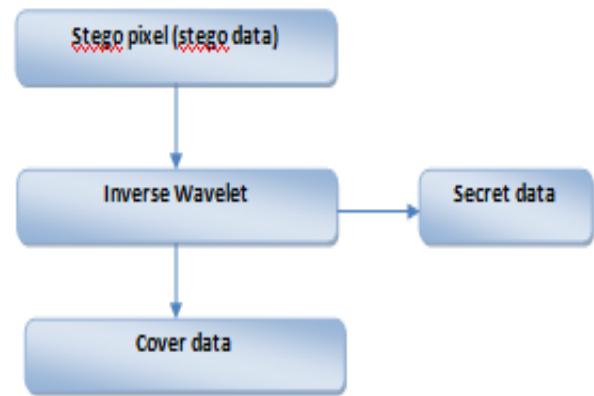 Stego pixel (stego data)
Inverse Wavelet
Secret data
Cover data